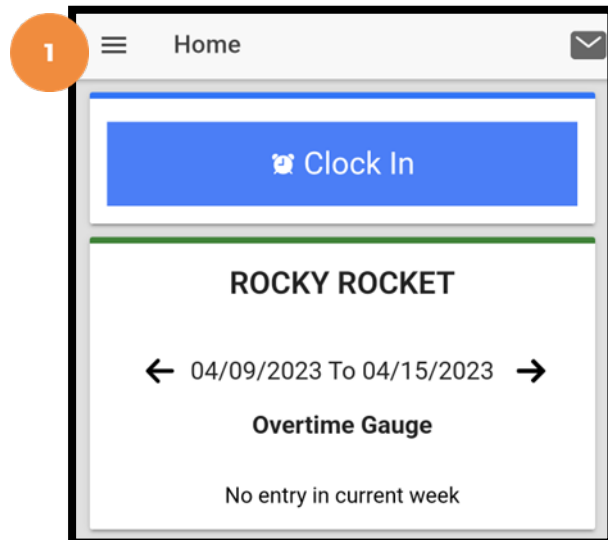 1
Home
Clock In
ROCKY ROCKET
04/09/2023 To 04/15/2023
Overtime Gauge
No entry in current week